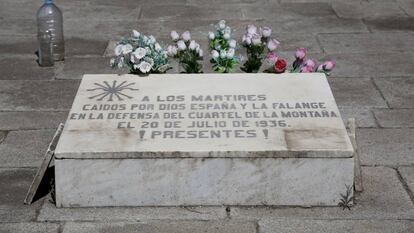 A LOS MARTIRES
CAIDOS POR DIOS ESPAÑA Y LA FALANGE
EN LA DEFENSA DEL CUARTEL DE LA MONTAÑA
EL 20 DE JULIO DE 1936.
¡ PRESENTES !